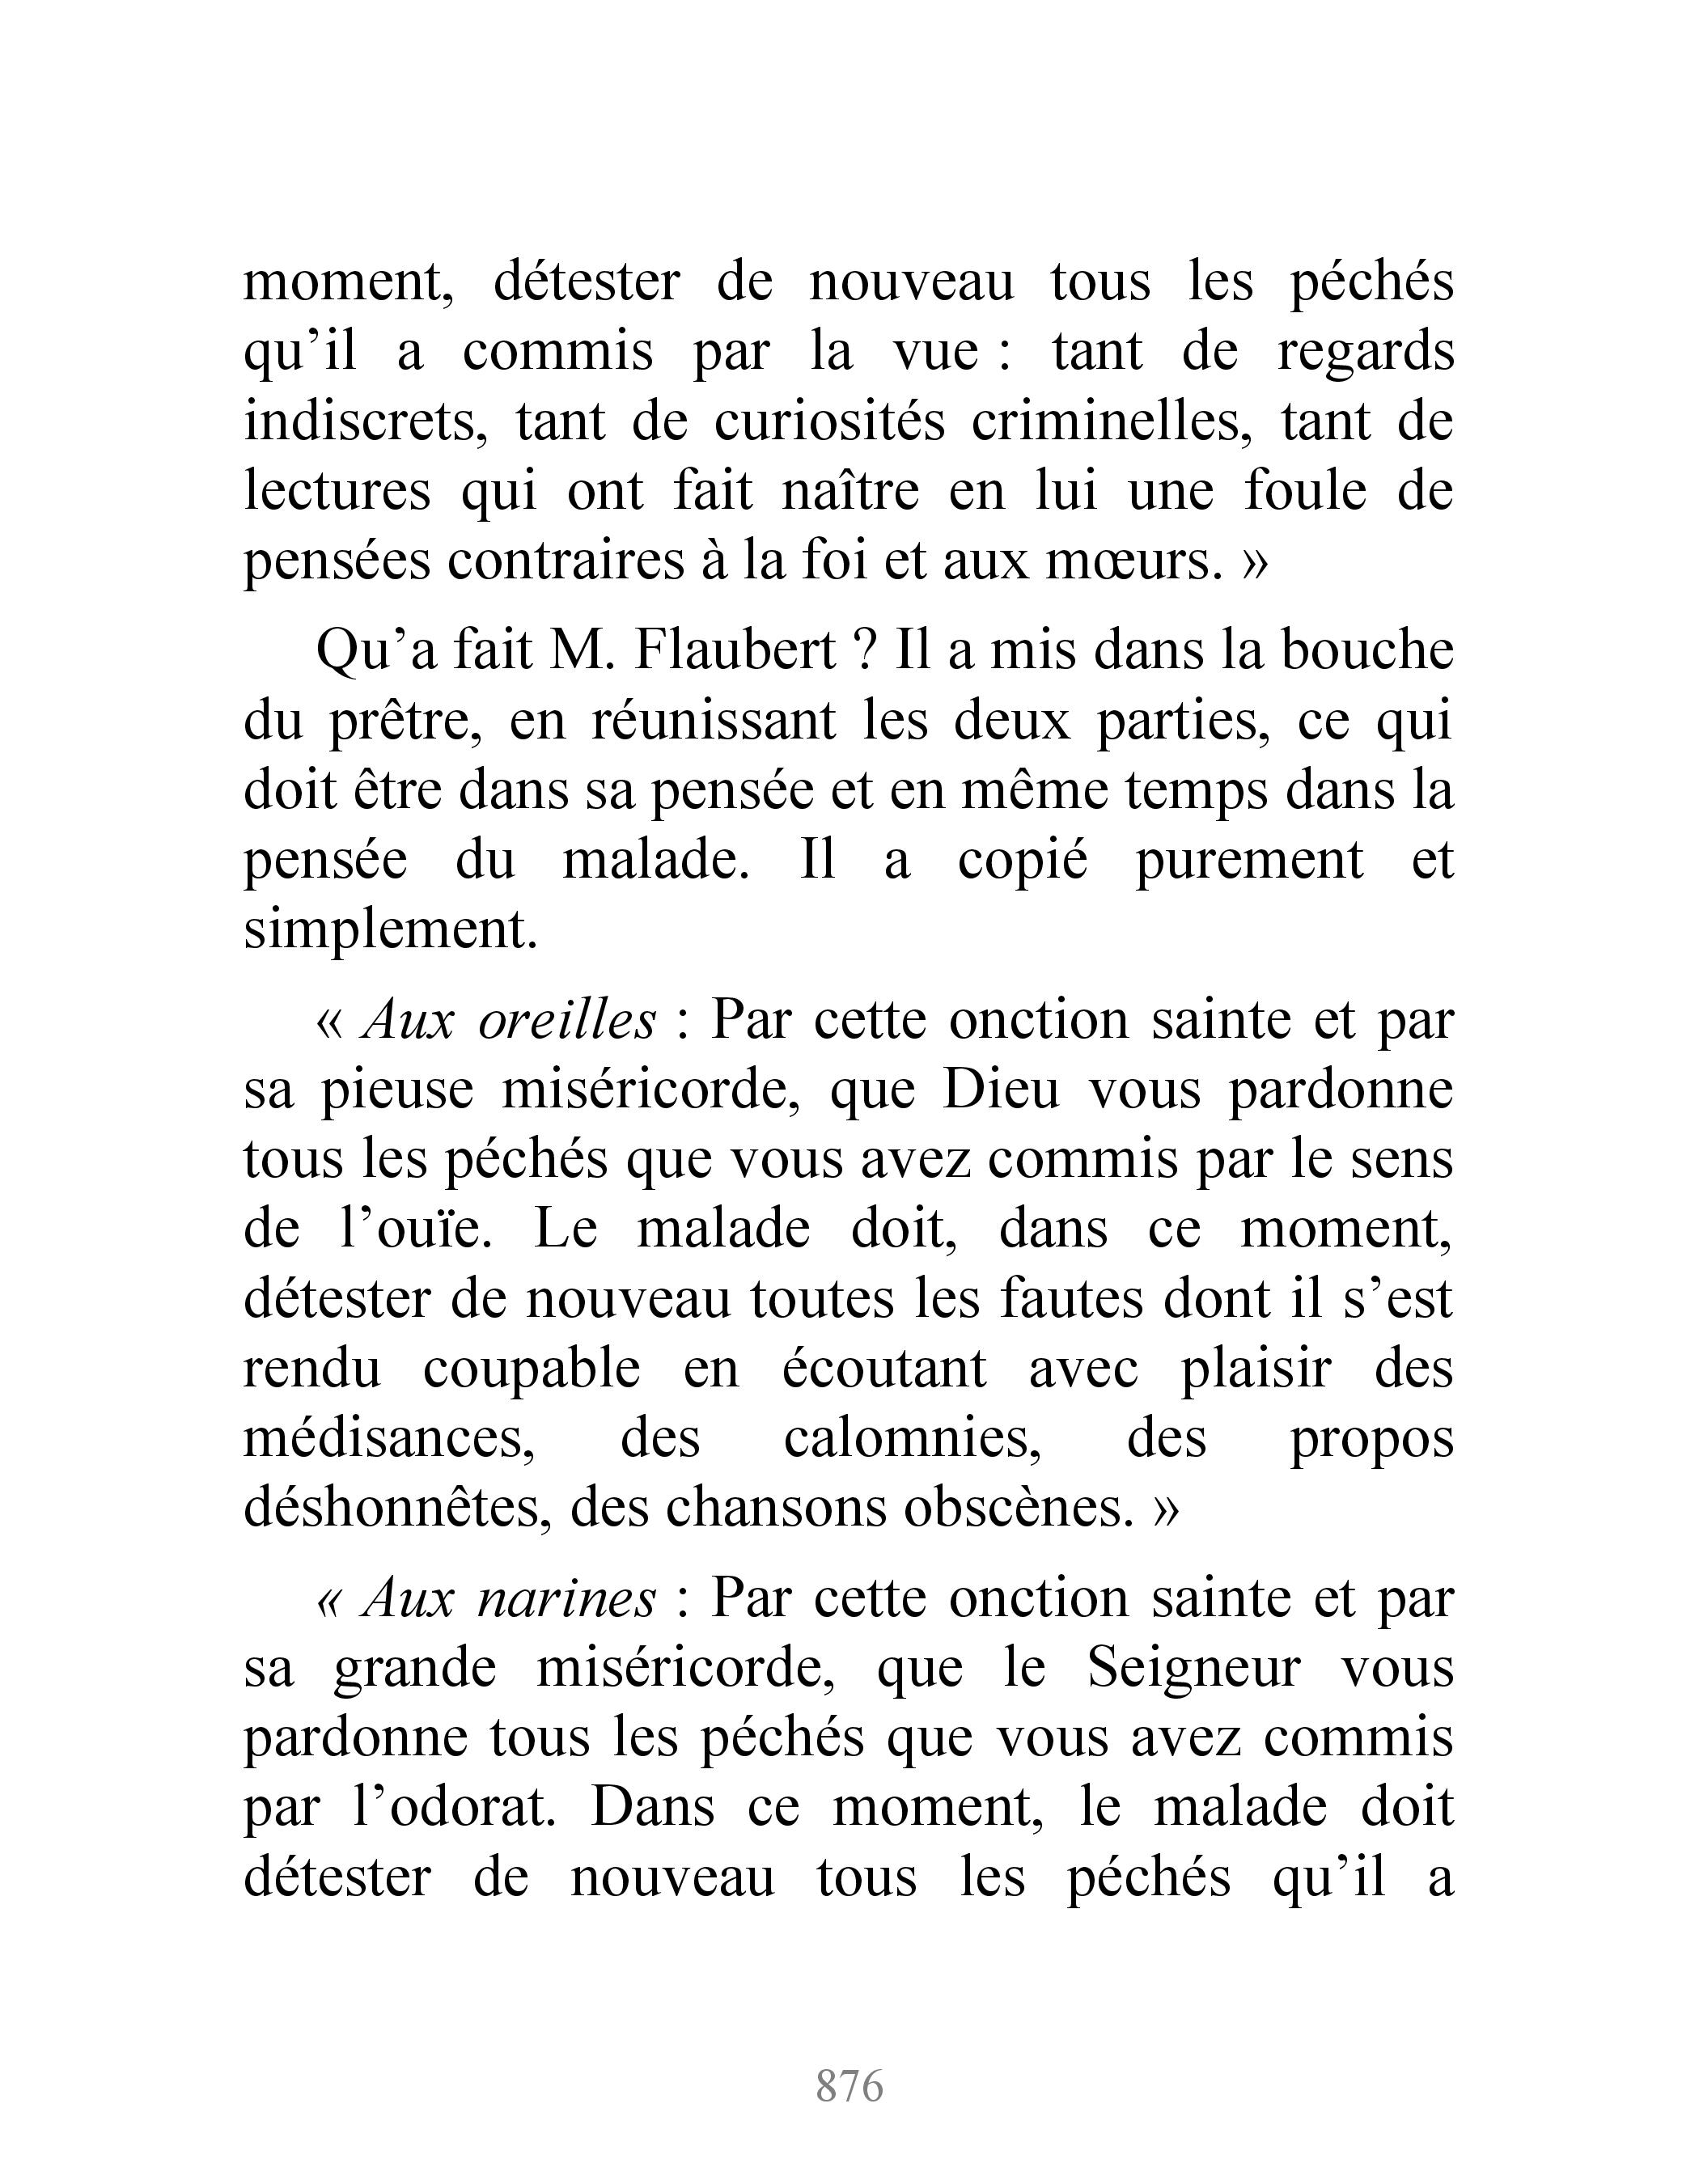 moment, détester de nouveau tous les péchés
qu’il a commis par la vue : tant de regards
indiscrets, tant de curiosités criminelles, tant de
lectures qui ont fait naître en lui une foule de
pensées contraires à la foi et aux mœurs. »
Qu’a fait M. Flaubert ? Il a mis dans la bouche
du prêtre, en réunissant les deux parties, ce qui
doit être dans sa pensée et en même temps dans la
pensée du malade. Il a copié purement et
simplement.
« Aux oreilles : Par cette onction sainte et par
sa pieuse miséricorde, que Dieu vous pardonne
tous les péchés que vous avez commis par le sens
de l’ouïe. Le malade doit, dans ce moment,
détester de nouveau toutes les fautes dont il s’est
rendu coupable en écoutant avec plaisir des
médisances, des calomnies, des propos
déshonnêtes, des chansons obscènes. »
« Aux narines : Par cette onction sainte et par
sa grande miséricorde, que le Seigneur vous
pardonne tous les péchés que vous avez commis
par l’odorat. Dans ce moment, le malade doit
détester de nouveau tous les péchés qu’il a
876